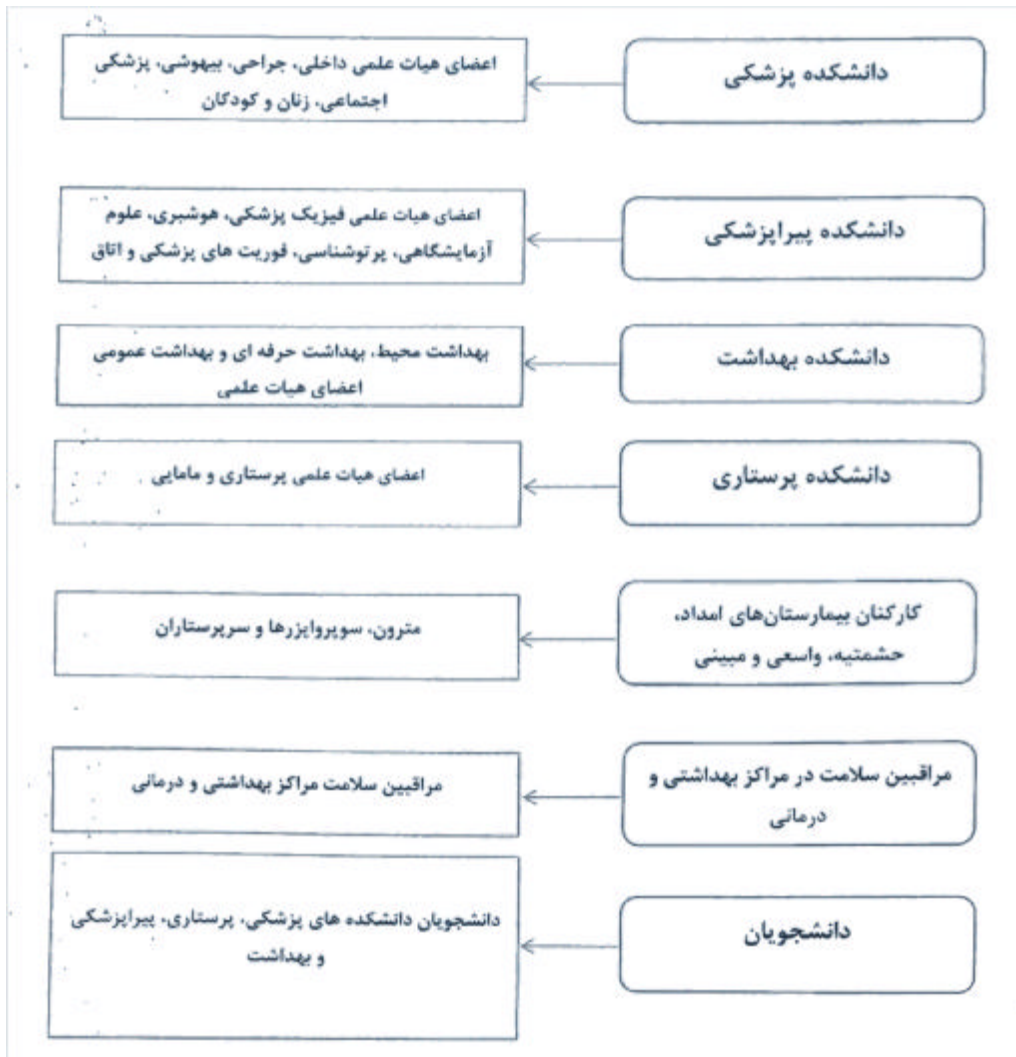 دانشکده پزشکی
اعضای هیات علمی داخلی، جراحی، بیهوشی، پزشکی
اجتماعی، زنان و کودکان
دانشکده پیراپزشکی
اعضای هیات علمی فیزیک پزشکی، هوشبری، علوم
آزمایشگاهی، پرتوشناسی، فوریت های پزشکی و اتاق
دانشکده بهداشت
بهداشت محیط، بهداشت حرفه ای و بهداشت عمومی
اعضای هیات علمی
دانشکده پرستاری
اعضای هیات علمی پرستاری و مامایی
کارکنان بیمارستان‌های امداد،
حشمتیه، واسعی و مبینی
مترون، سوپروایزرها و سرپرستاران
مراقبین سلامت در مراکز بهداشتی و
درمانی
مراقبین سلامت مراکز بهداشتی و درمانی
دانشجویان
دانشجویان دانشکده های پزشکی، پرستاری، پیراپزشکی
و بهداشت